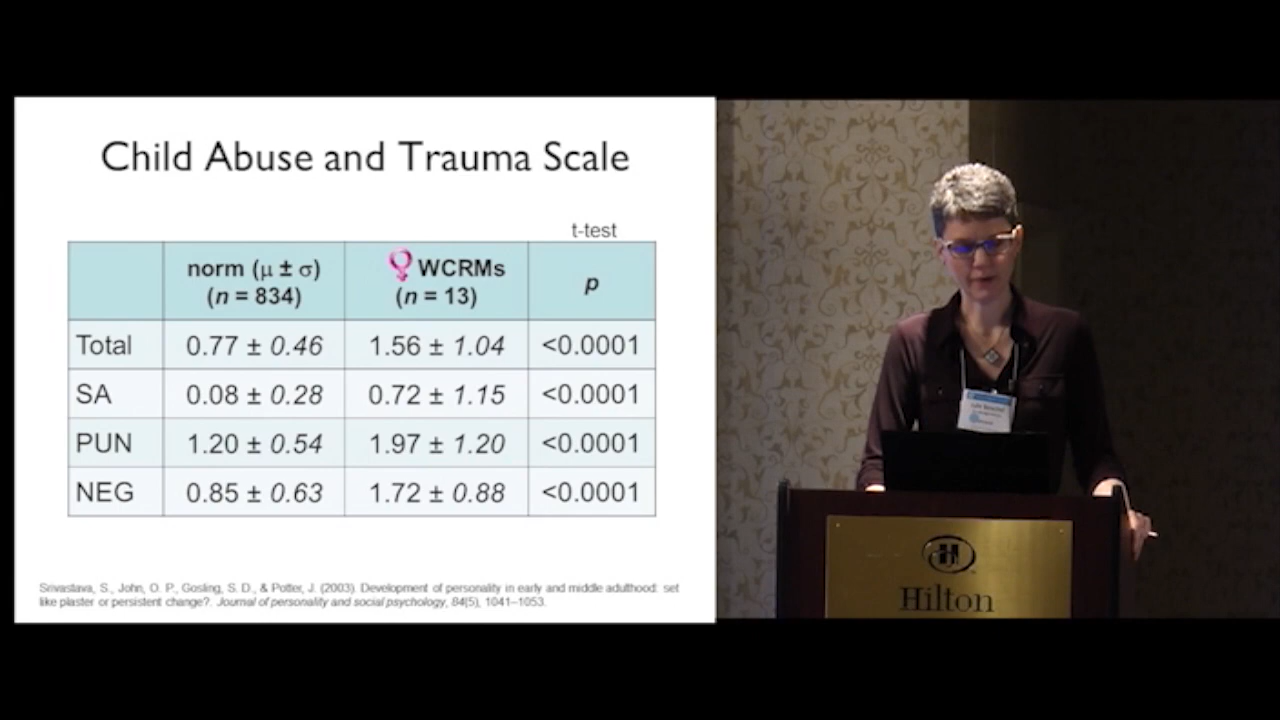 Child Abuse and Trauma Scale
t-test
norm (μ ± σ)
(n = 834)
WCRMs
(n = 13)
p
Total 0.77 ± 0.46 1.56 ± 1.04 <0.0001
SA 0.08 ± 0.28 0.72 ± 1.15 <0.0001
PUN 1.20 ± 0.54 1.97 ± 1.20 <0.0001
NEG 0.85 ± 0.63 1.72 ± 0.88 <0.0001
Srivastava, S., John, O. P., Gosling, S. D., & Potter, J. (2003). Development of personality in early and middle adulthood: set
like plaster or persistent change?. Journal of personality and social psychology, 84(5), 1041–1053.
H
Hilton